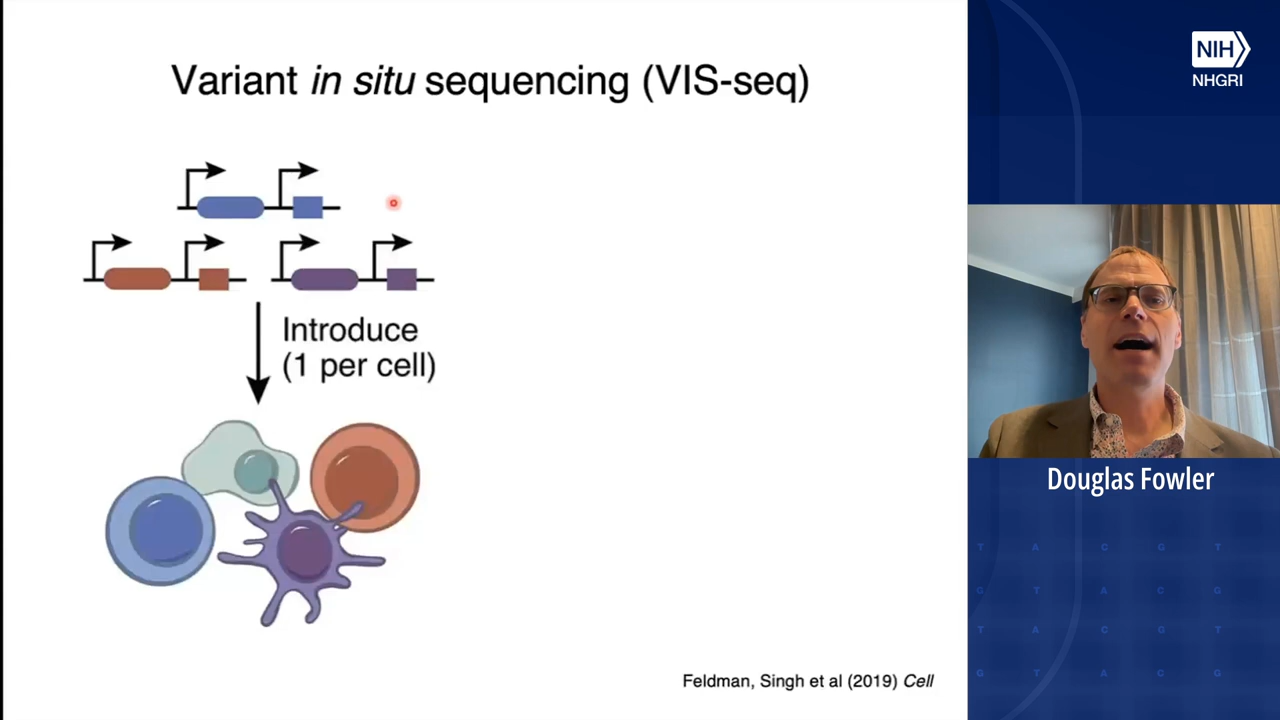 Variant in situ sequencing (VIS-seq)
Introduce
(1 per cell)
Feldman, Singh et al (2019) Cell
NIH
NHGRI
Douglas Fowler
T A C G T
G T A C G
T A C G T
G T A C G